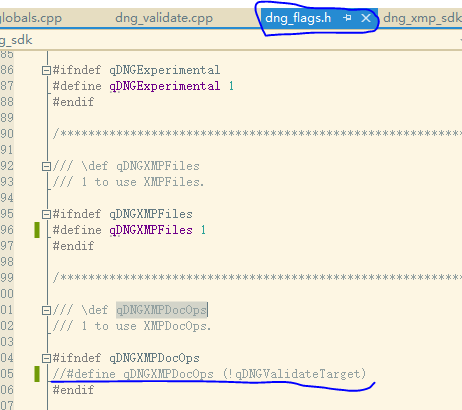 globals.cpp dng_validate.cpp dng_flags.h dng_xmp_sdk
g_sdk
85
86 #ifndef qDNGExperimental
87 #define qDNGExperimental 1
88 #endif
89
90 /************************************************************
91
92 /// \def qDNGXMPFiles
93 /// 1 to use XMPFiles.
94
95 #ifndef qDNGXMPFiles
96 #define qDNGXMPFiles 1
97 #endif
98
99 /************************************************************
00
01 /// \def qDNGXMPDocOps
02 /// 1 to use XMPDocOps.
03
04 #ifndef qDNGXMPDocOps
05 //#define qDNGXMPDocOps (!qDNGValidateTarget)
06 #endif
07